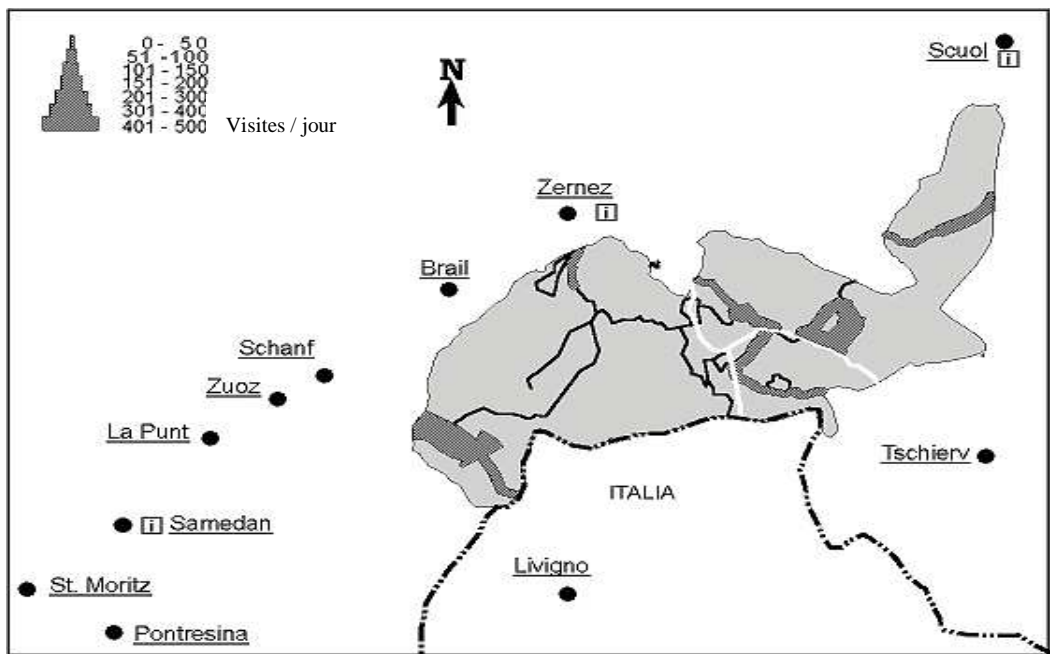 0 - 50
51 - 100
101 - 150
151 - 200
201 - 300
301 - 400
401 - 500 Visites / jour
N
Scuol
i
Zernez
i
Brail
Schanf
Zuoz
La Punt
Tschierv
ITALIA
i Samedan
Livigno
St. Moritz
Pontresina